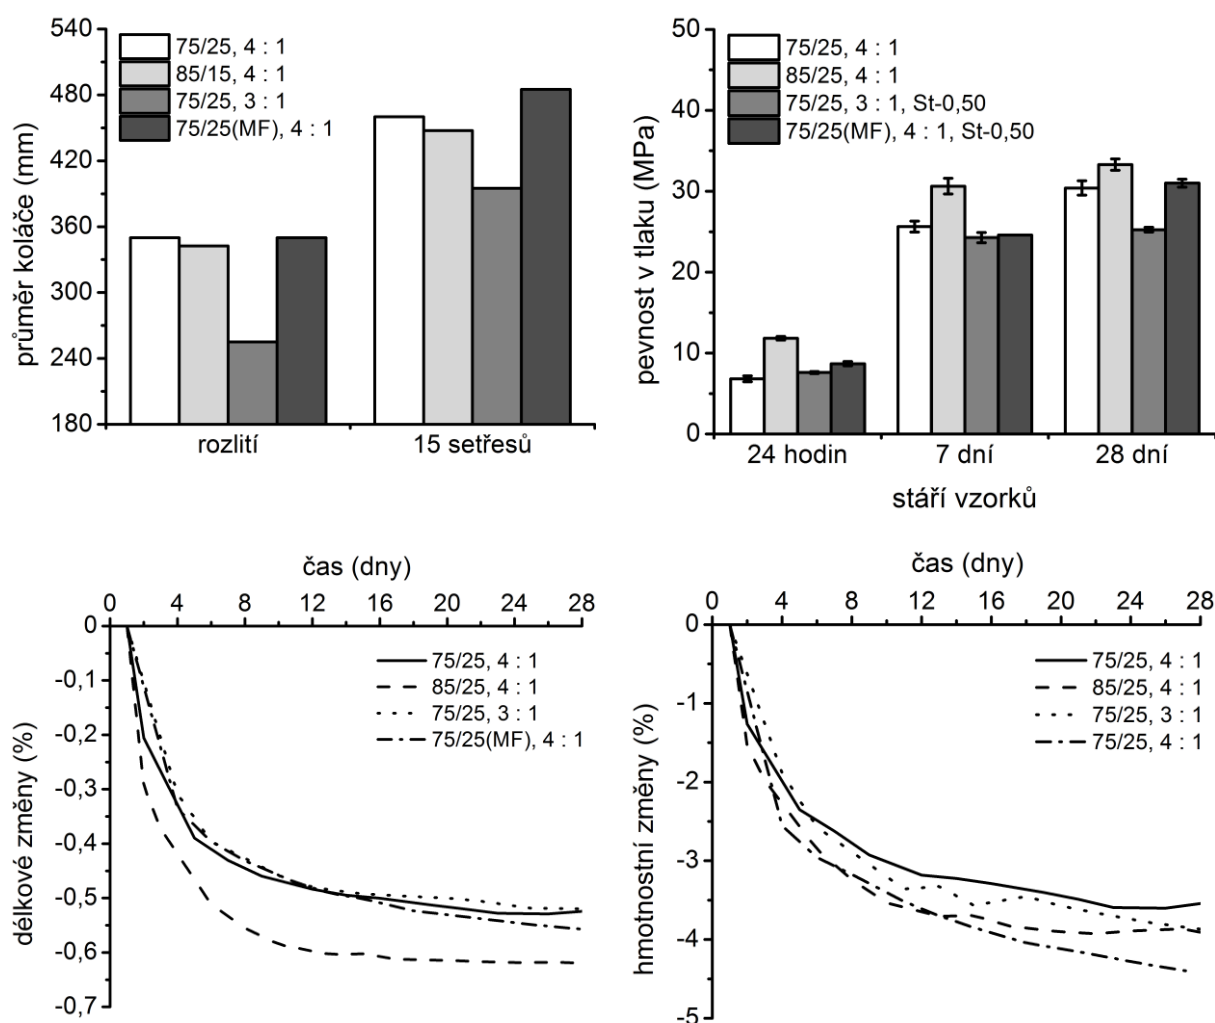 540
480
420
360
300
240
180
průměr koláče (mm)
75/25, 4 : 1
85/15, 4 : 1
75/25, 3 : 1
75/25(MF), 4 : 1
rozlití
15 setřesů
50
40
30
20
10
0
pevnost v tlaku (MPa)
75/25, 4 : 1
85/25, 4 : 1
75/25, 3 : 1, St-0,50
75/25(MF), 4 : 1, St-0,50
24 hodin
7 dní
28 dní
stáří vzorků
čas (dny)
0 4 8 12 16 20 24 28
0
-0,1
-0,2
-0,3
-0,4
-0,5
-0,6
-0,7
délkové změny (%)
75/25, 4 : 1
85/25, 4 : 1
75/25, 3 : 1
75/25(MF), 4 : 1
čas (dny)
0 4 8 12 16 20 24 28
0
-1
-2
-3
-4
-5
hmotnostní změny (%)
75/25, 4 : 1
85/25, 4 : 1
75/25, 3 : 1
75/25, 4 : 1